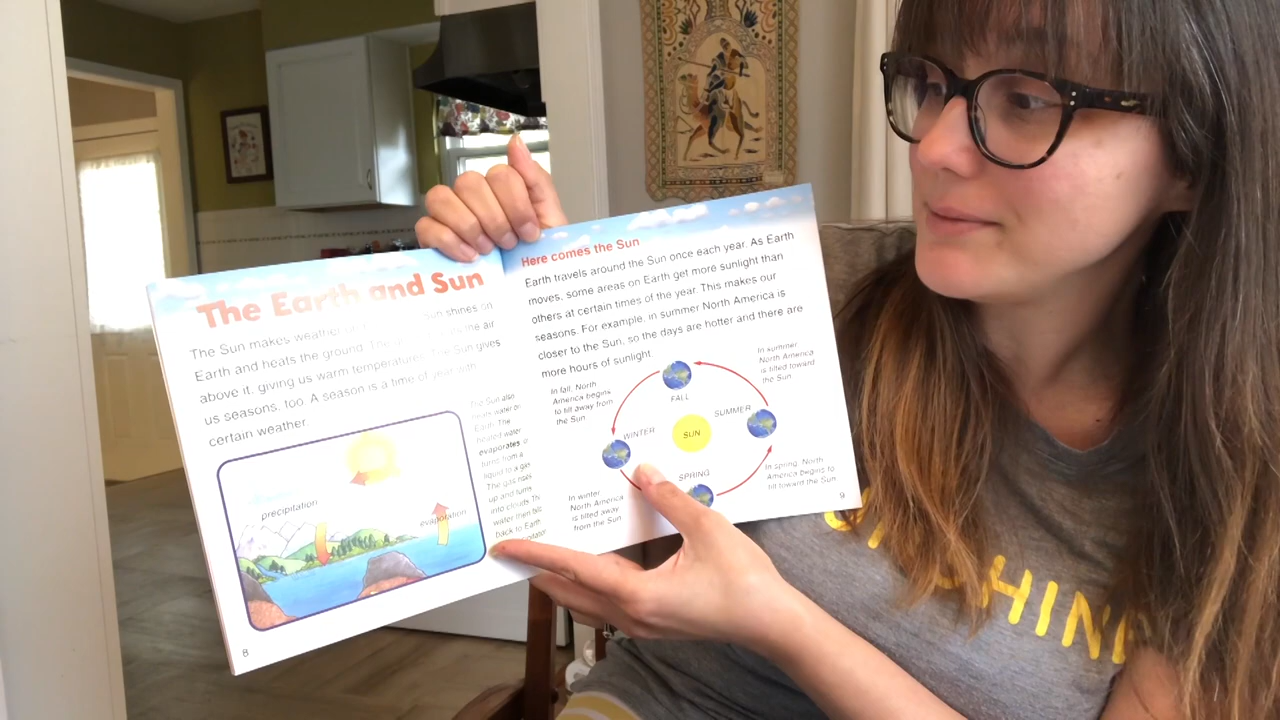 The Earth and Sun
The Sun makes weather shines on
Earth and heats the ground. The the air
above it, giving us warm temperatures. The Sun gives
us seasons, too. A season is a time of year with
certain weather.
The Sun also
heats water on
Earth. The
heated water
evaporates
turns from a
liquid to a gas
The gas rises
up and turns
into clouds. Th
water then fall
back to Earth
precipitation
evaporation
8
Here comes the Sun
Earth travels around the Sun once each year. As Earth
moves, some areas on Earth get more sunlight than
others at certain times of the year. This makes our
seasons. For example, in summer North America is
closer to the Sun, so the days are hotter and there are
more hours of sunlight.
In fall, North
America begins
to tilt away from
the Sun
In summer
North America
is tilted toward
the Sun
FALL
SUMMER
WINTER
SUN
SPRING
In winter
North America
is tilted away
from the Sun
In spring, North
America begins to
tilt toward the Sun.
9